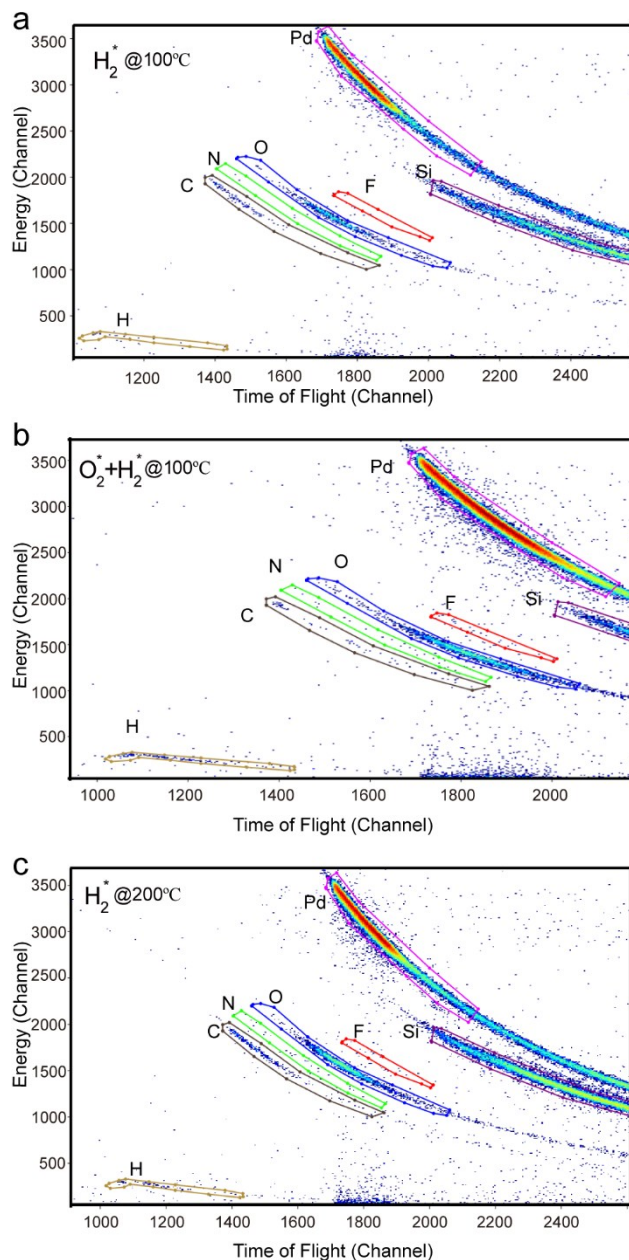 a
H₂* @100℃
Pd
O
N
C
F
Si
H
Energy (Channel)
3500
3000
2500
2000
1500
1000
500
1200 1400 1600 1800 2000 2200 2400
Time of Flight (Channel)
b
O₂*+H₂* @100℃
Pd
O
N
C
F
Si
H
Energy (Channel)
3500
3000
2500
2000
1500
1000
500
1000 1200 1400 1600 1800 2000
Time of Flight (Channel)
c
H₂* @200℃
Pd
O
N
C
F
Si
H
Energy (Channel)
3500
3000
2500
2000
1500
1000
500
1000 1200 1400 1600 1800 2000 2200 2400
Time of Flight (Channel)